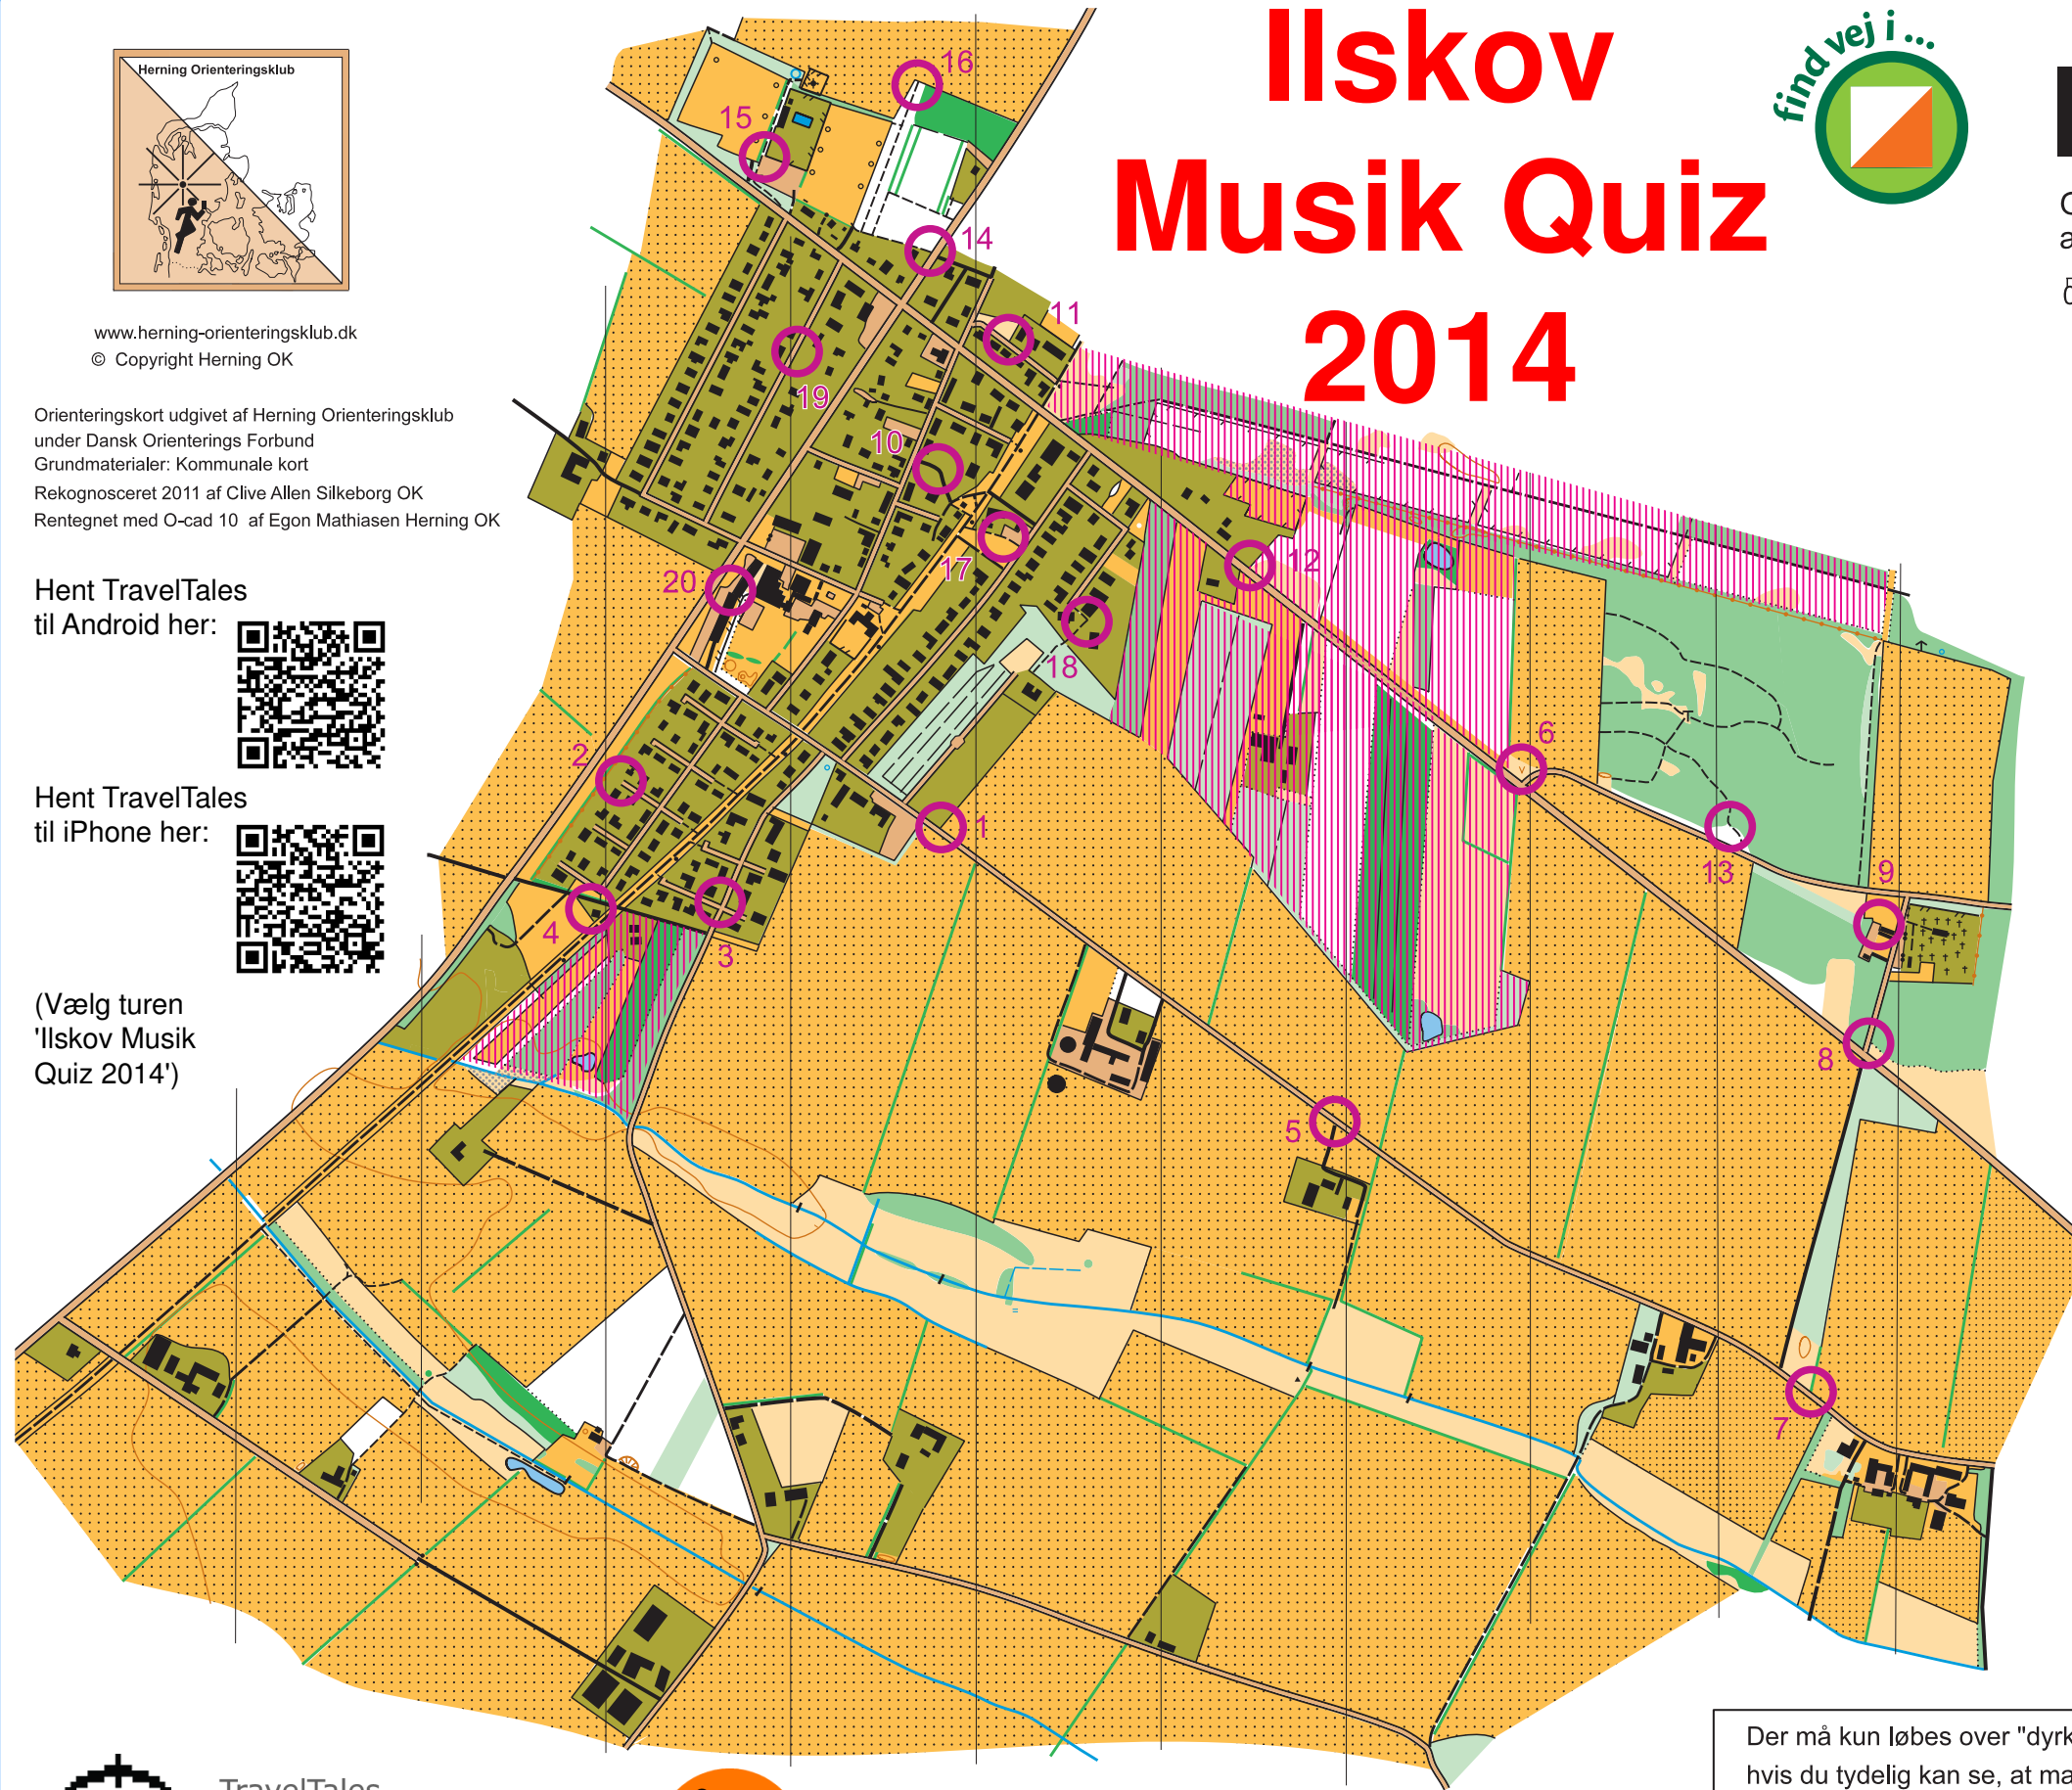 Ilskov
Musik Quiz
2014
find vej i ...
Herning Orienteringsklub
www.herning-orienteringsklub.dk
© Copyright Herning OK
Orienteringskort udgivet af Herning Orienteringsklub
under Dansk Orienterings Forbund
Grundmaterialer: Kommunale kort
Rekognosceret 2011 af Clive Allen Silkeborg OK
Rentegnet med O-cad 10 af Egon Mathiasen Herning OK
Hent TravelTales
til Android her:
Hent TravelTales
til iPhone her:
(Vælg turen
'Ilskov Musik
Quiz 2014')
16
15
14
11
19
10
17
12
20
18
2
6
1
13
9
4
3
8
5
7
Der må kun løbes over "dyrk
hvis du tydelig kan se, at ma
TravelTales